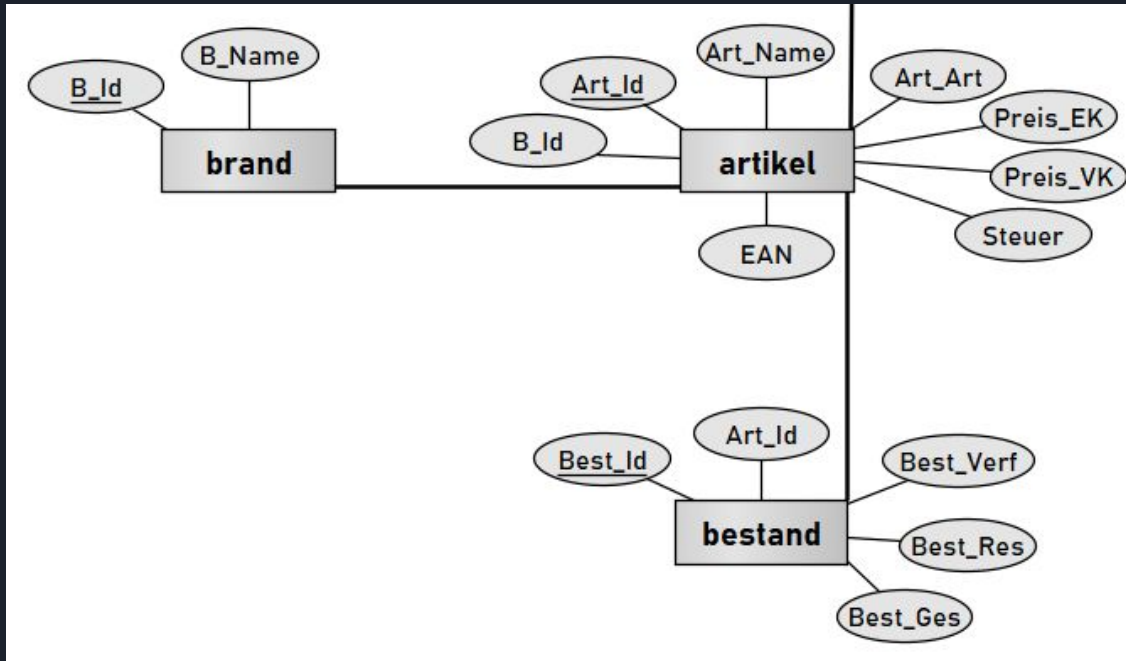 B_Name
B_Id
brand
Art_Name
Art_Id
Art_Art
B_Id
Preis_EK
artikel
Preis_VK
Steuer
EAN
Art_Id
Best_Id
Best_Verf
bestand
Best_Res
Best_Ges